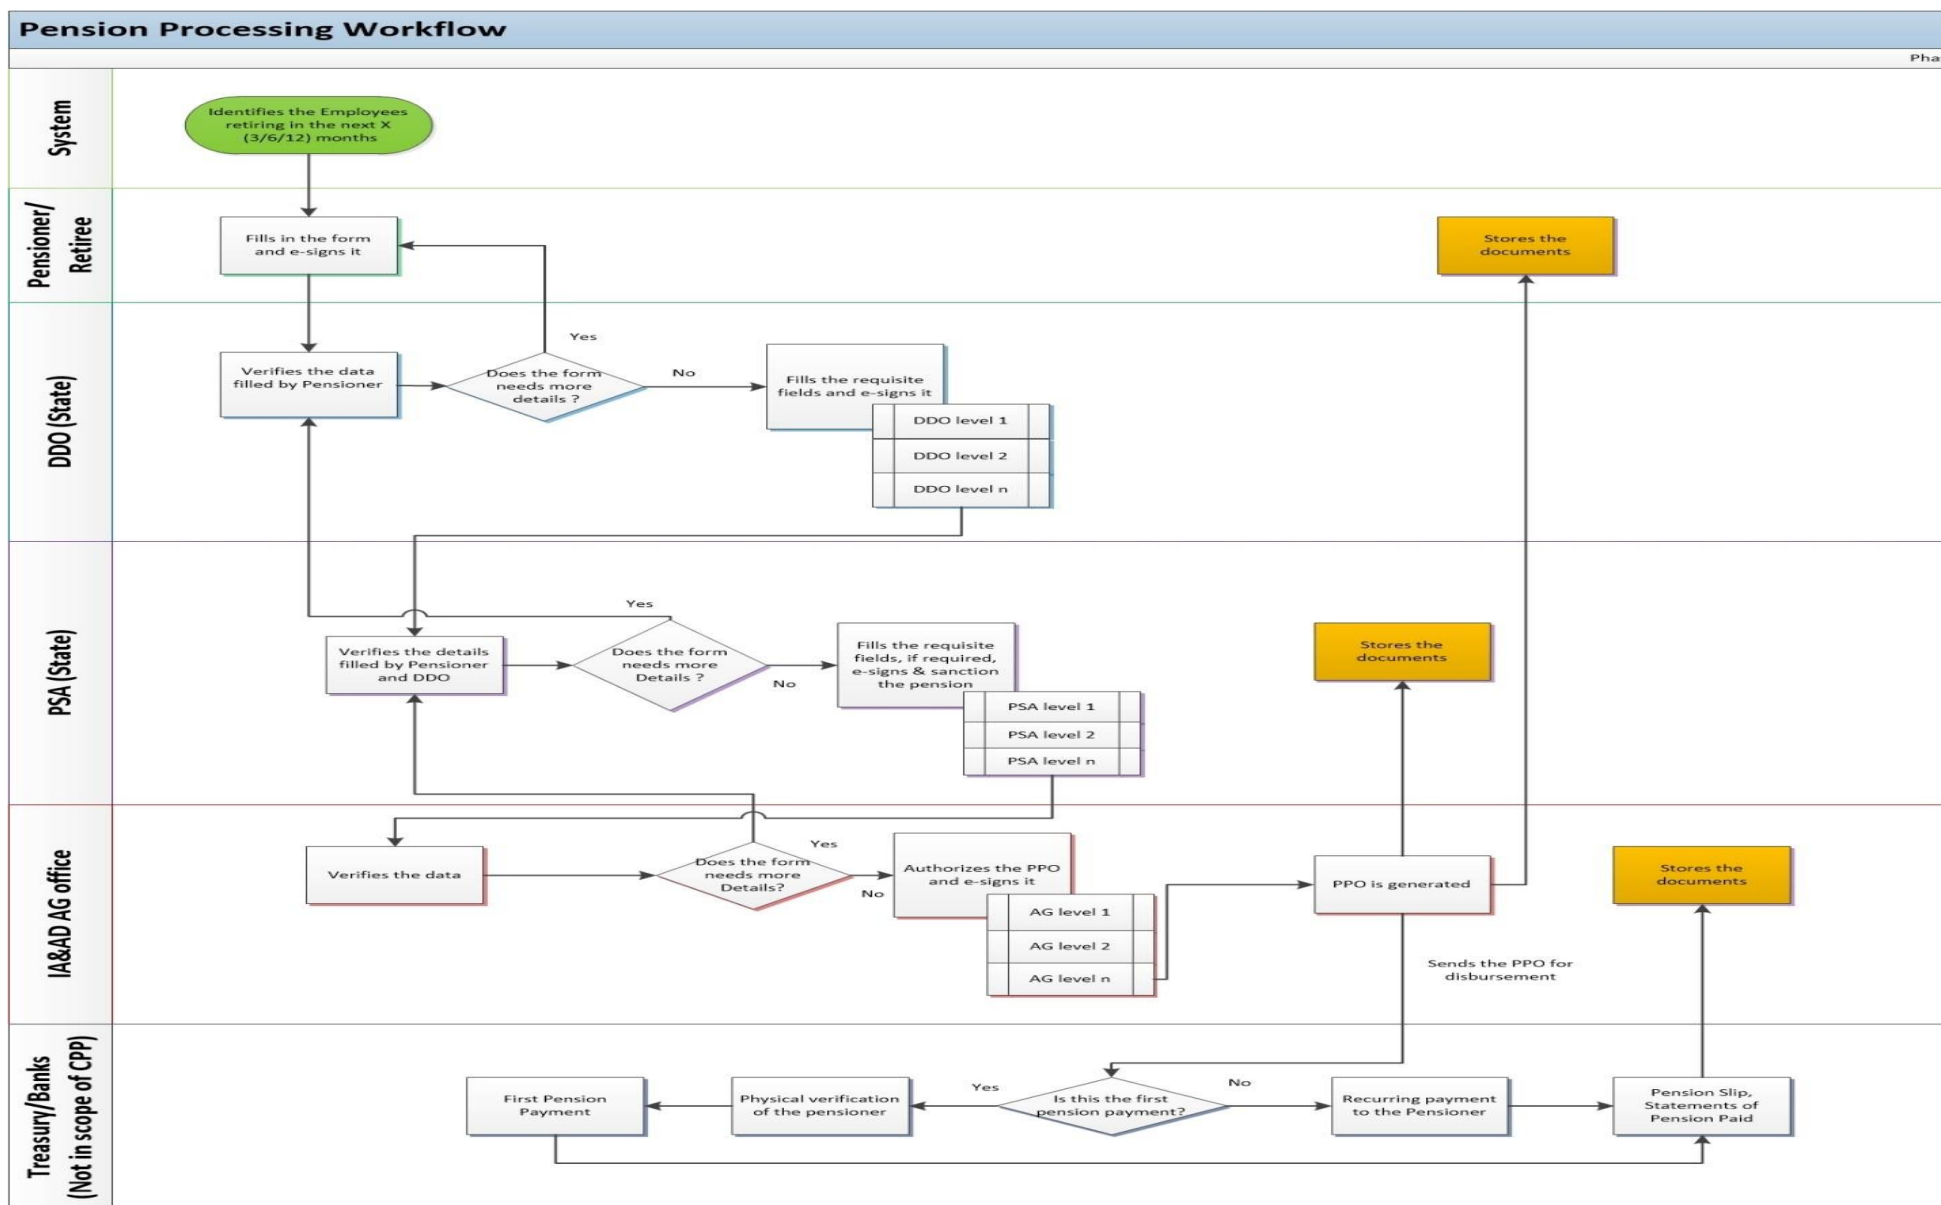 Pension Processing Workflow
Pha
System
Identifies the Employees
retiring in the next X
(3/6/12) months
Pensioner/
Retiree
Fills in the form
and e-signs it
Stores the
documents
DDO (State)
Verifies the data
filled by Pensioner
Yes
Does the form
needs more
details ?
No
Fills the requisite
fields and e-signs it
DDO level 1
DDO level 2
DDO level n
PSA (State)
Verifies the details
filled by Pensioner
and DDO
Yes
Does the form
needs more
Details ?
No
Fills the requisite
fields, if required,
e-signs & sanction
the pension
PSA level 1
PSA level 2
PSA level n
Stores the
documents
IA&AD AG office
Verifies the data
Does the form
needs more
Details?
Yes
No
Authorizes the PPO
and e-signs it
AG level 1
AG level 2
AG level n
PPO is generated
Stores the
documents
Sends the PPO for
disbursement
Treasury/Banks
(Not in scope of CPP)
First Pension
Payment
Physical verification
of the pensioner
Yes
Is this the first
pension payment?
No
Recurring payment
to the Pensioner
Pension Slip,
Statements of
Pension Paid